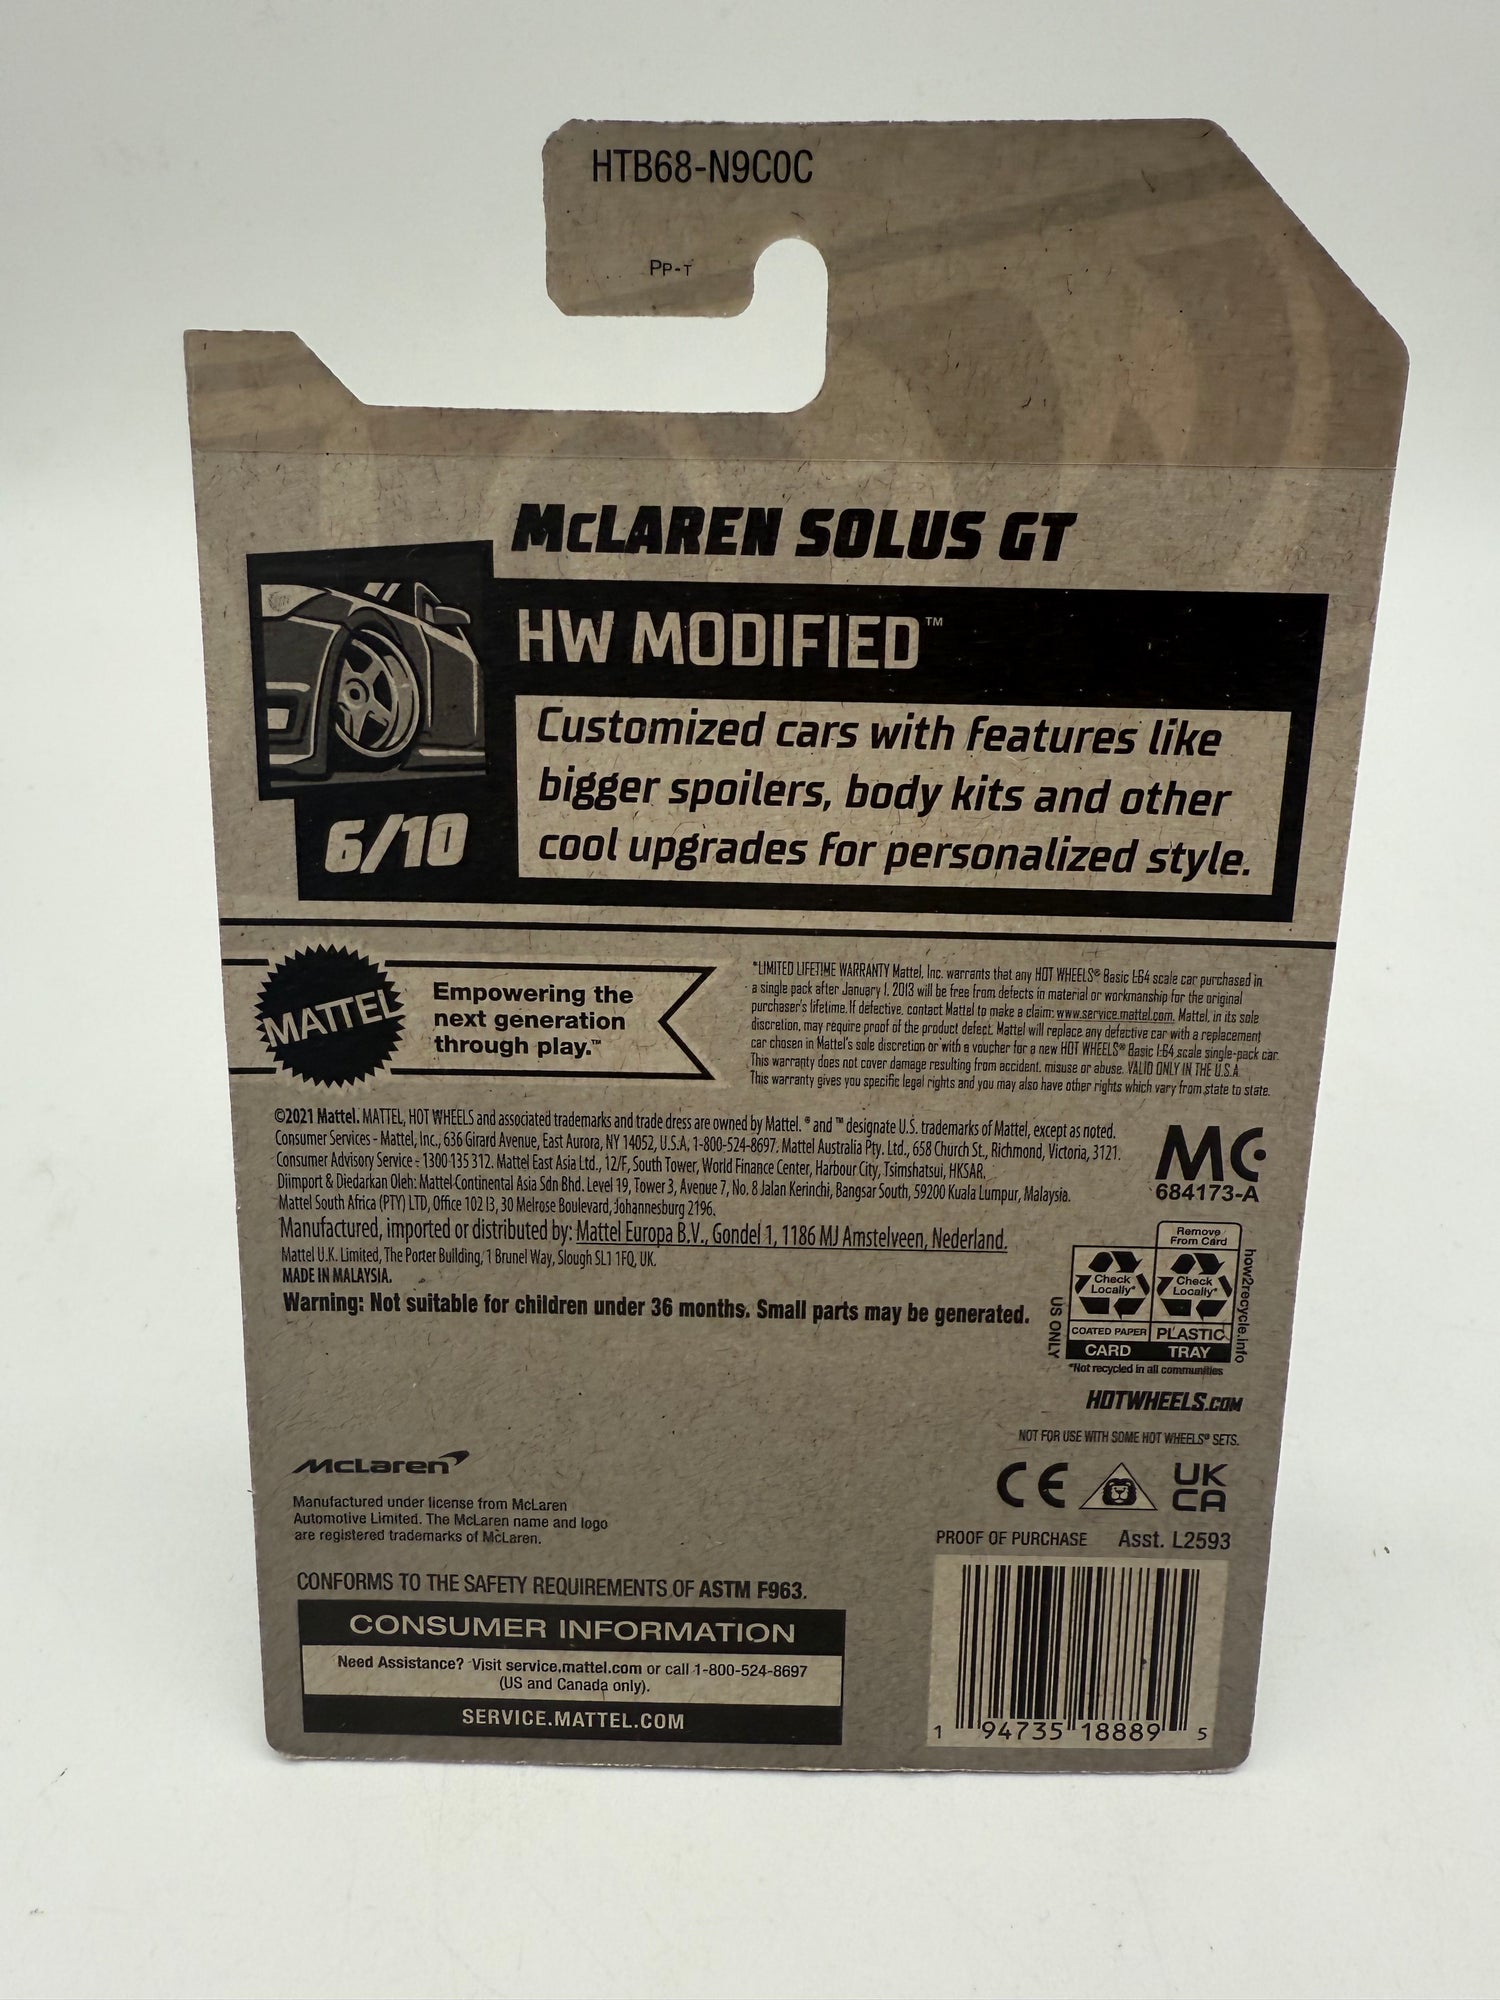 HTB68-N9C0C
PP-T
McLAREN SOLUS GT
HW MODIFIED™
Customized cars with features like
bigger spoilers, body kits and other
cool upgrades for personalized style.
6/10
MATTEL
Empowering the
next generation
through play.™
*LIMITED LIFETIME WARRANTY Mattel, Inc. warrants that any HOT WHEELS® Basic 1:64 scale car purchased in
a single pack after January 1, 2013 will be free from defects in material or workmanship for the original
purchaser's lifetime. If defective, contact Mattel to make a claim: www.service.mattel.com. Mattel, in its sole
discretion, may require proof of the product defect. Mattel will replace any defective car with a replacement
car chosen in Mattel's sole discretion or with a voucher for a new HOT WHEELS® Basic 1:64 scale single-pack car.
This warranty does not cover damage resulting from accident, misuse or abuse. VALID ONLY IN THE U.S.A.
This warranty gives you specific legal rights and you may also have other rights which vary from state to state.
©2021 Mattel. MATTEL, HOT WHEELS and associated trademarks and trade dress are owned by Mattel. ® and ™ designate U.S. trademarks of Mattel, except as noted.
Consumer Services - Mattel, Inc., 636 Girard Avenue, East Aurora, NY 14052, U.S.A. 1-800-524-8697. Mattel Australia Pty. Ltd., 658 Church St., Richmond, Victoria, 3121.
Consumer Advisory Service - 1300 135 312. Mattel East Asia Ltd., 12/F, South Tower, World Finance Center, Harbour City, Tsimshatsui, HKSAR.
Diimport & Diedarkan Oleh: Mattel Continental Asia Sdn Bhd. Level 19, Tower 3, Avenue 7, No. 8 Jalan Kerinchi, Bangsar South, 59200 Kuala Lumpur, Malaysia.
Mattel South Africa (PTY) LTD, Office 102 I3, 30 Melrose Boulevard, Johannesburg 2196.
Manufactured, imported or distributed by: Mattel Europa B.V., Gondel 1, 1186 MJ Amstelveen, Nederland.
Mattel U.K. Limited, The Porter Building, 1 Brunel Way, Slough SL1 1FQ, UK.
MADE IN MALAYSIA.
Warning: Not suitable for children under 36 months. Small parts may be generated.
MC
684173-A
Remove
From Card
Check
Locally*
Check
Locally*
COATED PAPER
PLASTIC
CARD
TRAY
US ONLY
how2recycle.info
*Not recycled in all communities
HOTWHEELS.COM
NOT FOR USE WITH SOME HOT WHEELS® SETS.
CE
UK
CA
McLaren
Manufactured under license from McLaren
Automotive Limited. The McLaren name and logo
are registered trademarks of McLaren.
PROOF OF PURCHASE Asst. L2593
CONFORMS TO THE SAFETY REQUIREMENTS OF ASTM F963.
CONSUMER INFORMATION
Need Assistance? Visit service.mattel.com or call 1-800-524-8697
(US and Canada only).
SERVICE.MATTEL.COM
1 94735 18889 5